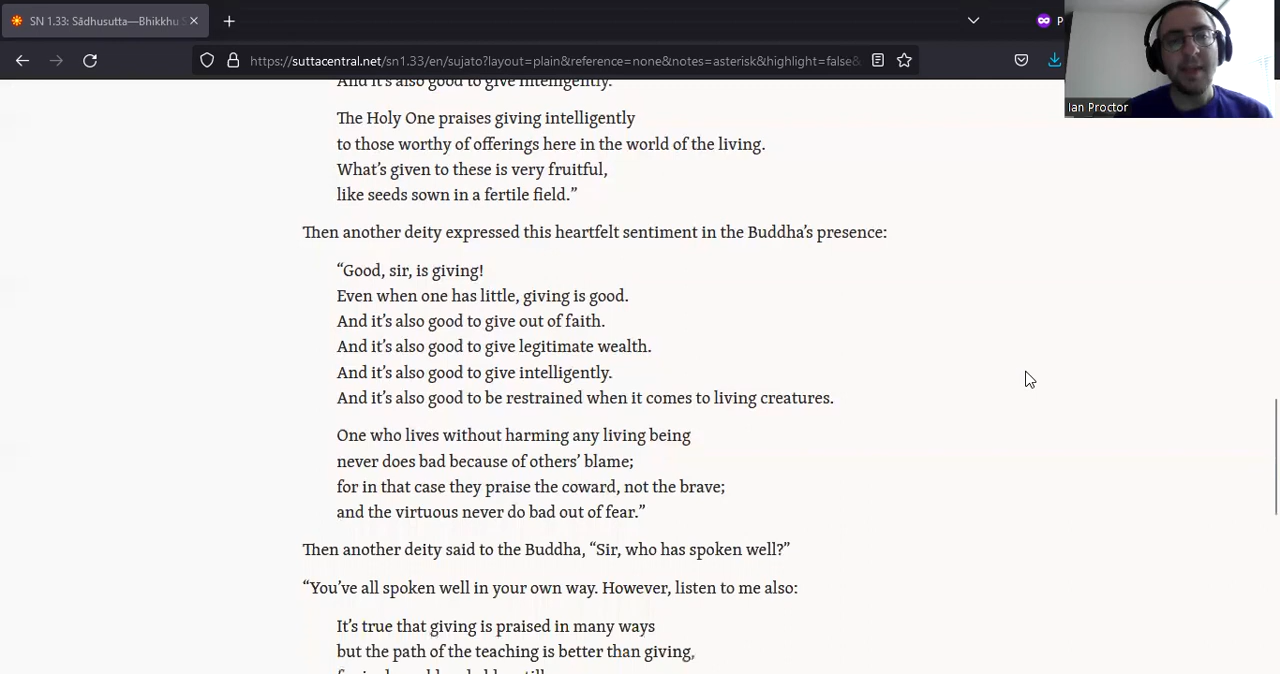 SN 1.33: Sādhusutta—Bhikkhu
https://suttacentral.net/sn1.33/en/sujato?layout=plain&reference=none&notes=asterisk&highlight=false&
P
Ian Proctor
And it's also good to give intelligently.
The Holy One praises giving intelligently
to those worthy of offerings here in the world of the living.
What's given to these is very fruitful,
like seeds sown in a fertile field.”
Then another deity expressed this heartfelt sentiment in the Buddha's presence:
“Good, sir, is giving!
Even when one has little, giving is good.
And it's also good to give out of faith.
And it's also good to give legitimate wealth.
And it's also good to give intelligently.
And it's also good to be restrained when it comes to living creatures.
One who lives without harming any living being
never does bad because of others' blame;
for in that case they praise the coward, not the brave;
and the virtuous never do bad out of fear.”
Then another deity said to the Buddha, “Sir, who has spoken well?”
“You've all spoken well in your own way. However, listen to me also:
It's true that giving is praised in many ways
but the path of the teaching is better than giving,